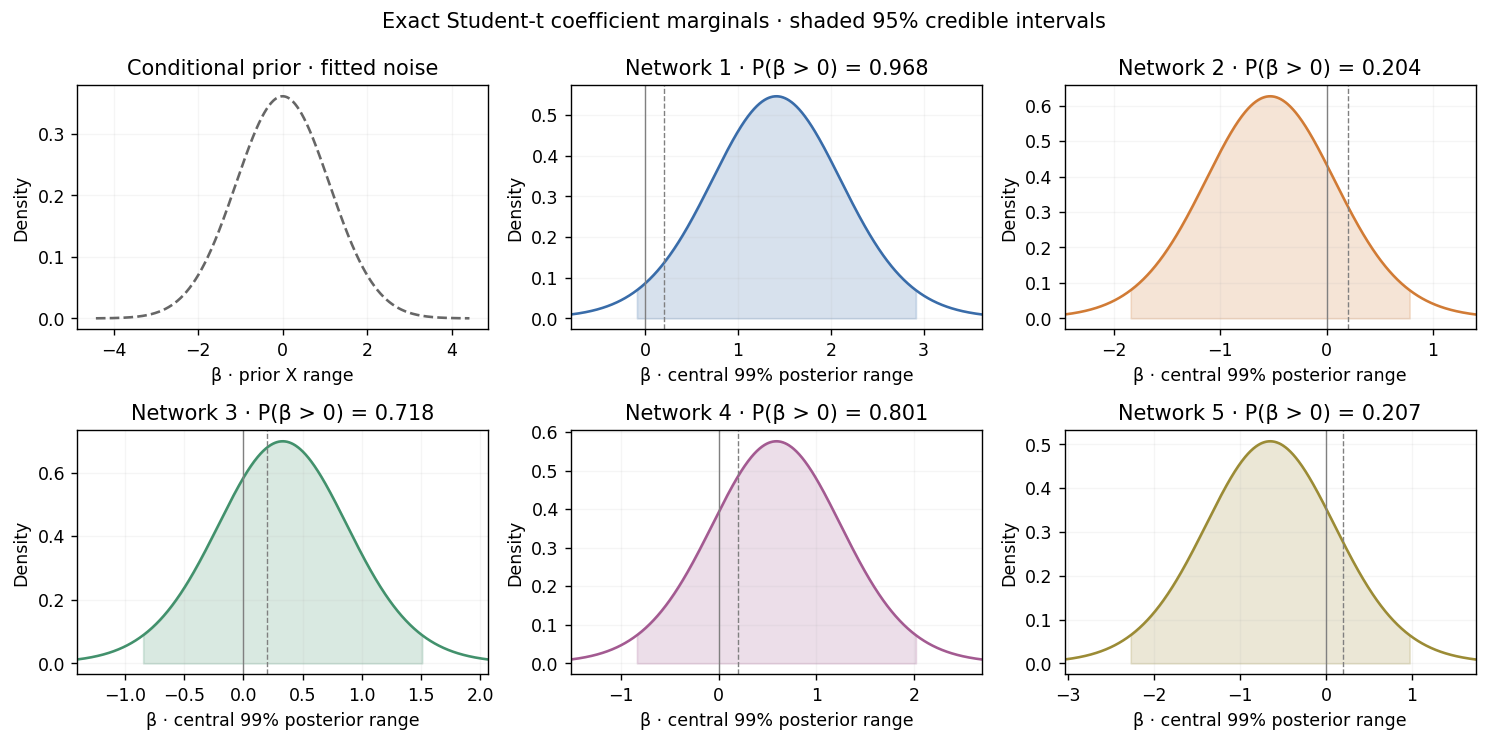 Exact Student-t coefficient marginals · shaded 95% credible intervals
Conditional prior · fitted noise
Density
0.3
0.2
0.1
0.0
−4 −2 0 2 4
β · prior X range
Network 1 · P(β > 0) = 0.968
Density
0.5
0.4
0.3
0.2
0.1
0.0
0 1 2 3
β · central 99% posterior range
Network 2 · P(β > 0) = 0.204
Density
0.6
0.5
0.4
0.3
0.2
0.1
0.0
−2 −1 0 1
β · central 99% posterior range
Network 3 · P(β > 0) = 0.718
Density
0.6
0.4
0.2
0.0
−1.0 −0.5 0.0 0.5 1.0 1.5 2.0
β · central 99% posterior range
Network 4 · P(β > 0) = 0.801
Density
0.6
0.5
0.4
0.3
0.2
0.1
0.0
−1 0 1 2
β · central 99% posterior range
Network 5 · P(β > 0) = 0.207
Density
0.5
0.4
0.3
0.2
0.1
0.0
−3 −2 −1 0 1
β · central 99% posterior range